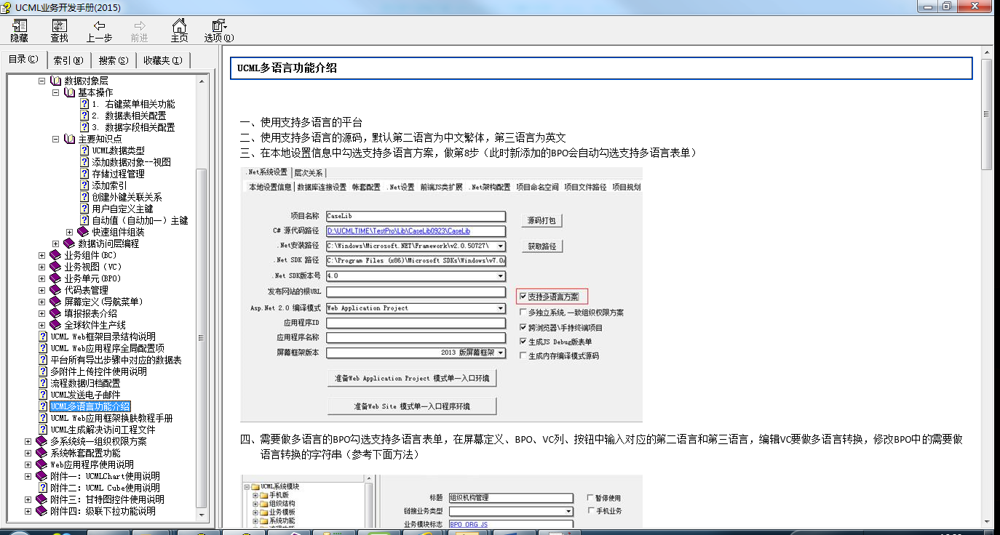 UCML业务开发手册(2015)
隐藏 查找 上一步 前进 主页 选项(O)
目录(C) 索引(N) 搜索(S) 收藏夹(I)
数据对象层
基本操作
1. 右键菜单相关功能
2. 数据表相关配置
3. 数据字段相关配置
主要知识点
UCML数据类型
添加数据对象--视图
存储过程管理
添加索引
创建外键关联关系
用户自定义主键
自动值（自动加一）主键
快速组件组装
数据访问层编程
业务组件(BC)
业务视图（VC）
业务单元(BPO)
代码表管理
屏幕定义(导航菜单)
填报报表介绍
全球软件生产线
UCML Web框架目录结构说明
UCML Web应用程序全局配置项
平台所有导出步骤中对应的数据表
多附件上传控件使用说明
流程数据归档配置
UCML发送电子邮件
UCML多语言功能介绍
UCML Web应用框架换肤教程手册
UCML生成解决访问工程文件
多系统统一组织权限方案
系统帐套配置功能
Web应用程序使用说明
附件一：UCMLChart使用说明
附件二：UCML Cube使用说明
附件三：甘特图控件使用说明
附件四：级联下拉功能说明
UCML多语言功能介绍
一、使用支持多语言的平台
二、使用支持多语言的源码，默认第二语言为中文繁体，第三语言为英文
三、在本地设置信息中勾选支持多语言方案，做第8步（此时新添加的BPO会自动勾选支持多语言表单）
.Net系统设置 层次关系
本地设置信息 数据库连接设置 帐套配置 .Net设置 前端JS类扩展 .Net架构配置 项目命名空间 项目文件路径 项目规划
项目名称 CaseLib 源码打包
C# 源代码路径 D:\UCMLTIME\TestPro\Lib\CaseLib0923\CaseLib
.Net安装路径 C:\Windows\Microsoft.NET\Framework\v2.0.50727\ 获取路径
.Net SDK 路径 C:\Program Files (x86)\Microsoft SDKs\Windows\v7.0
.Net SDK版本号 4.0
发布网站的根URL 支持多语言方案
Asp.Net 2.0 编译模式 Web Application Project 多独立系统,一致组织权限方案
应用程序ID 跨浏览器\手持终端项目
应用程序名称 生成JS Debug版表单
屏幕框架版本 2013 版屏幕框架 生成内存编译模式源码
准备Web Application Project 模式单一入口环境
准备Web Site 模式单一入口程序环境
四、需要做多语言的BPO勾选支持多语言表单，在屏幕定义、BPO、VC列、按钮中输入对应的第二语言和第三语言，编辑VC要做多语言转换，修改BPO中的需要做
语言转换的字符串（参考下面方法）
UCML系统模块
手机版
组织结构
业务模板
系统功能
标题 组织机构管理 暂停使用
链接业务类型 手机业务
业务模块标志 BPO_ORG_JS